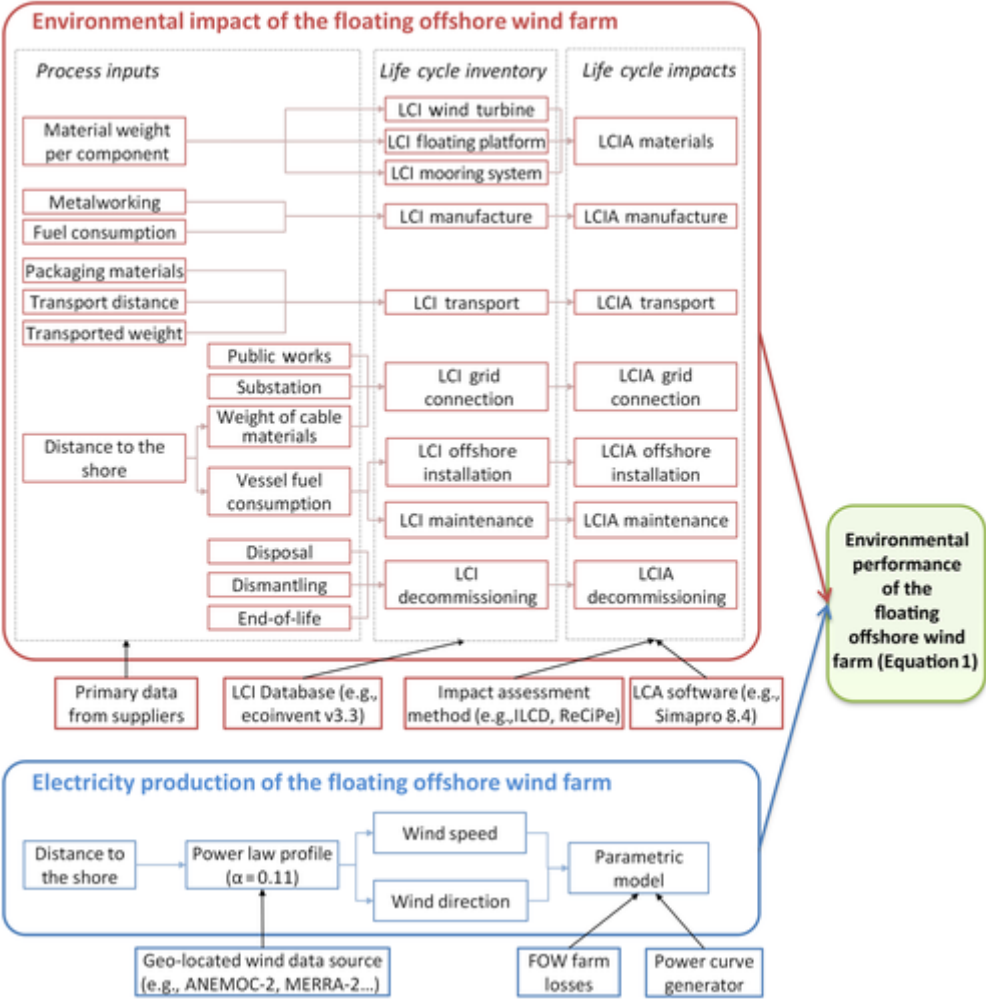 Environmental impact of the floating offshore wind farm
Process inputs
Life cycle inventory
Life cycle impacts
Material weight
per component
LCI wind turbine
LCI floating platform
LCI mooring system
LCIA materials
Metalworking
Fuel consumption
LCI manufacture
LCIA manufacture
Packaging materials
Transport distance
Transported weight
LCI transport
LCIA transport
Public works
Substation
Weight of cable
materials
LCI grid
connection
LCIA grid
connection
Distance to the
shore
Vessel fuel
consumption
LCI offshore
installation
LCIA offshore
installation
LCI maintenance
LCIA maintenance
Disposal
Dismantling
End-of-life
LCI
decommissioning
LCIA
decommissioning
Environmental
performance
of the
floating
offshore wind
farm (Equation 1)
Primary data
from suppliers
LCI Database (e.g.,
ecoinvent v3.3)
Impact assessment
method (e.g.,ILCD, ReCiPe)
LCA software (e.g.,
Simapro 8.4)
Electricity production of the floating offshore wind farm
Distance to
the shore
Power law profile
(α = 0.11)
Wind speed
Wind direction
Parametric
model
Geo-located wind data source
(e.g., ANEMOC-2, MERRA-2...)
FOW farm
losses
Power curve
generator